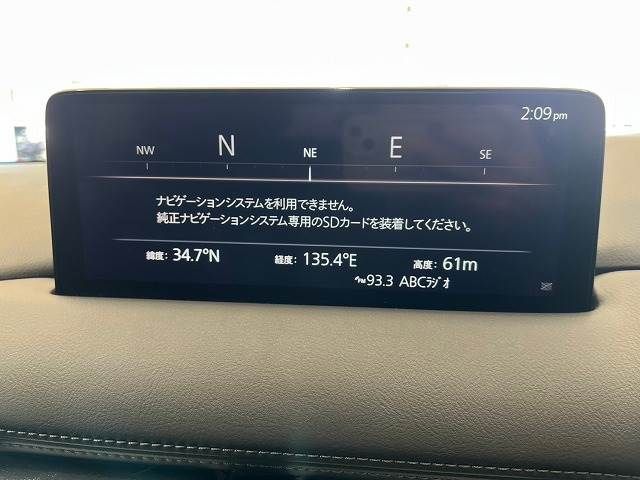 2:09 pm
NW N NE E SE
ナビゲーションシステムを利用できません。
純正ナビゲーションシステム専用のSDカードを装着してください。
緯度: 34.7°N 経度: 135.4°E 高度: 61m
FM 93.3 ABCラジオ